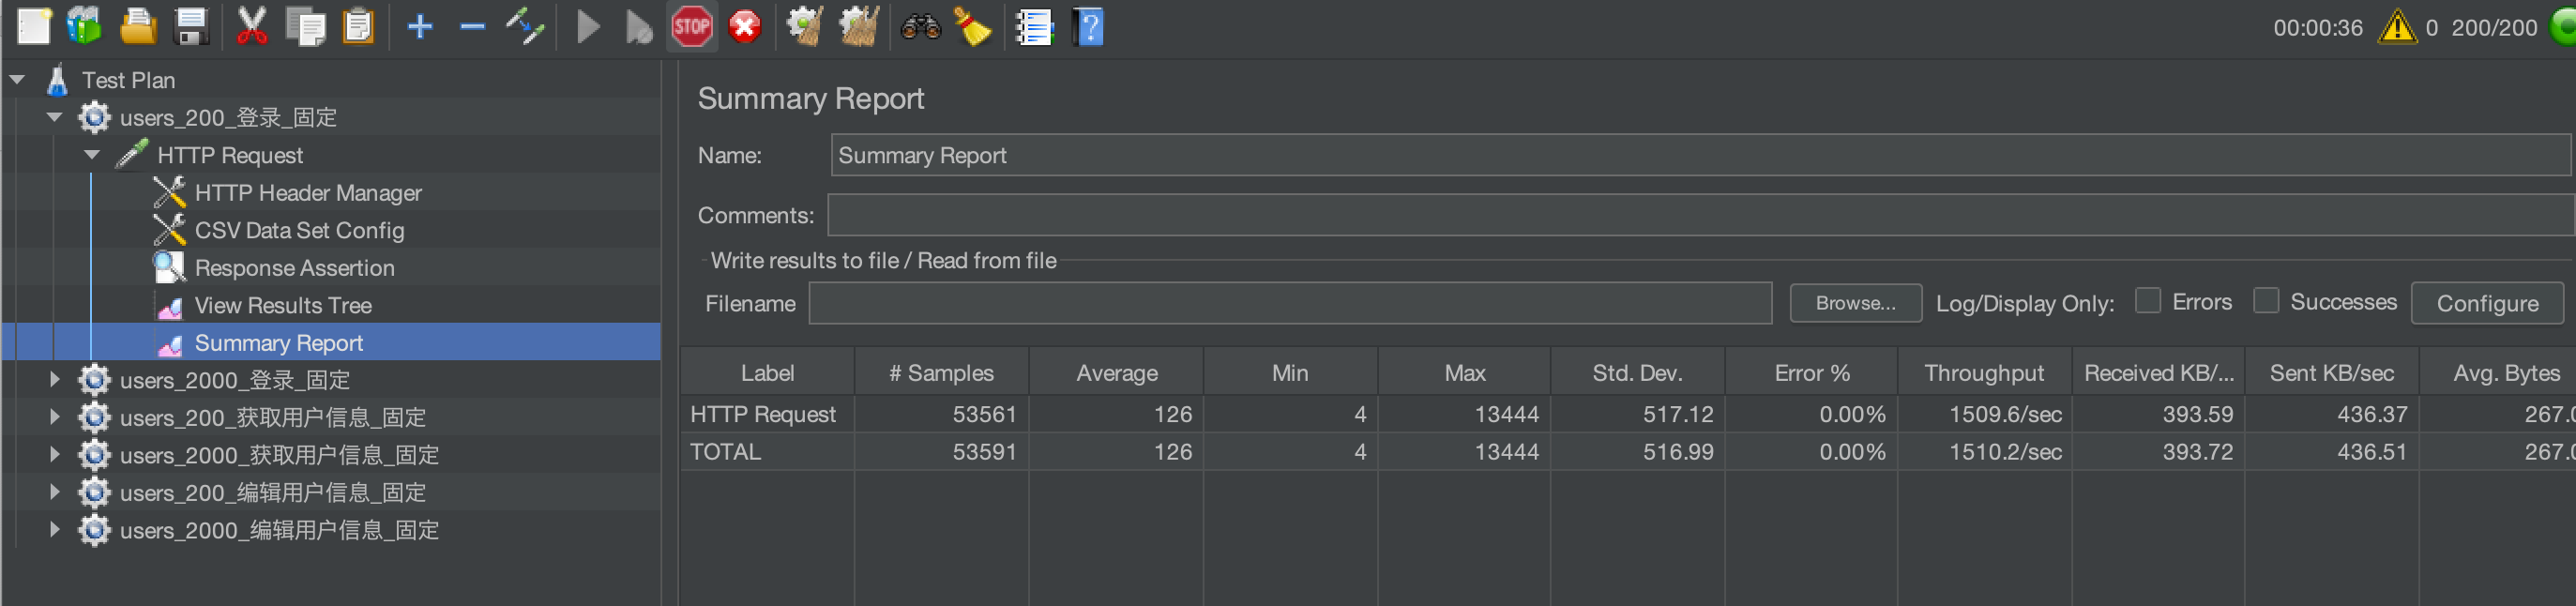 STOP
00:00:36 0 200/200
Test Plan
users_200_登录_固定
HTTP Request
HTTP Header Manager
CSV Data Set Config
Response Assertion
View Results Tree
Summary Report
users_2000_登录_固定
users_200_获取用户信息_固定
users_2000_获取用户信息_固定
users_200_编辑用户信息_固定
users_2000_编辑用户信息_固定
Summary Report
Name: Summary Report
Comments:
Write results to file / Read from file
Filename Browse... Log/Display Only: Errors Successes Configure
Label # Samples Average Min Max Std. Dev. Error % Throughput Received KB/... Sent KB/sec Avg. Bytes
HTTP Request 53561 126 4 13444 517.12 0.00% 1509.6/sec 393.59 436.37 267.0
TOTAL 53591 126 4 13444 516.99 0.00% 1510.2/sec 393.72 436.51 267.0